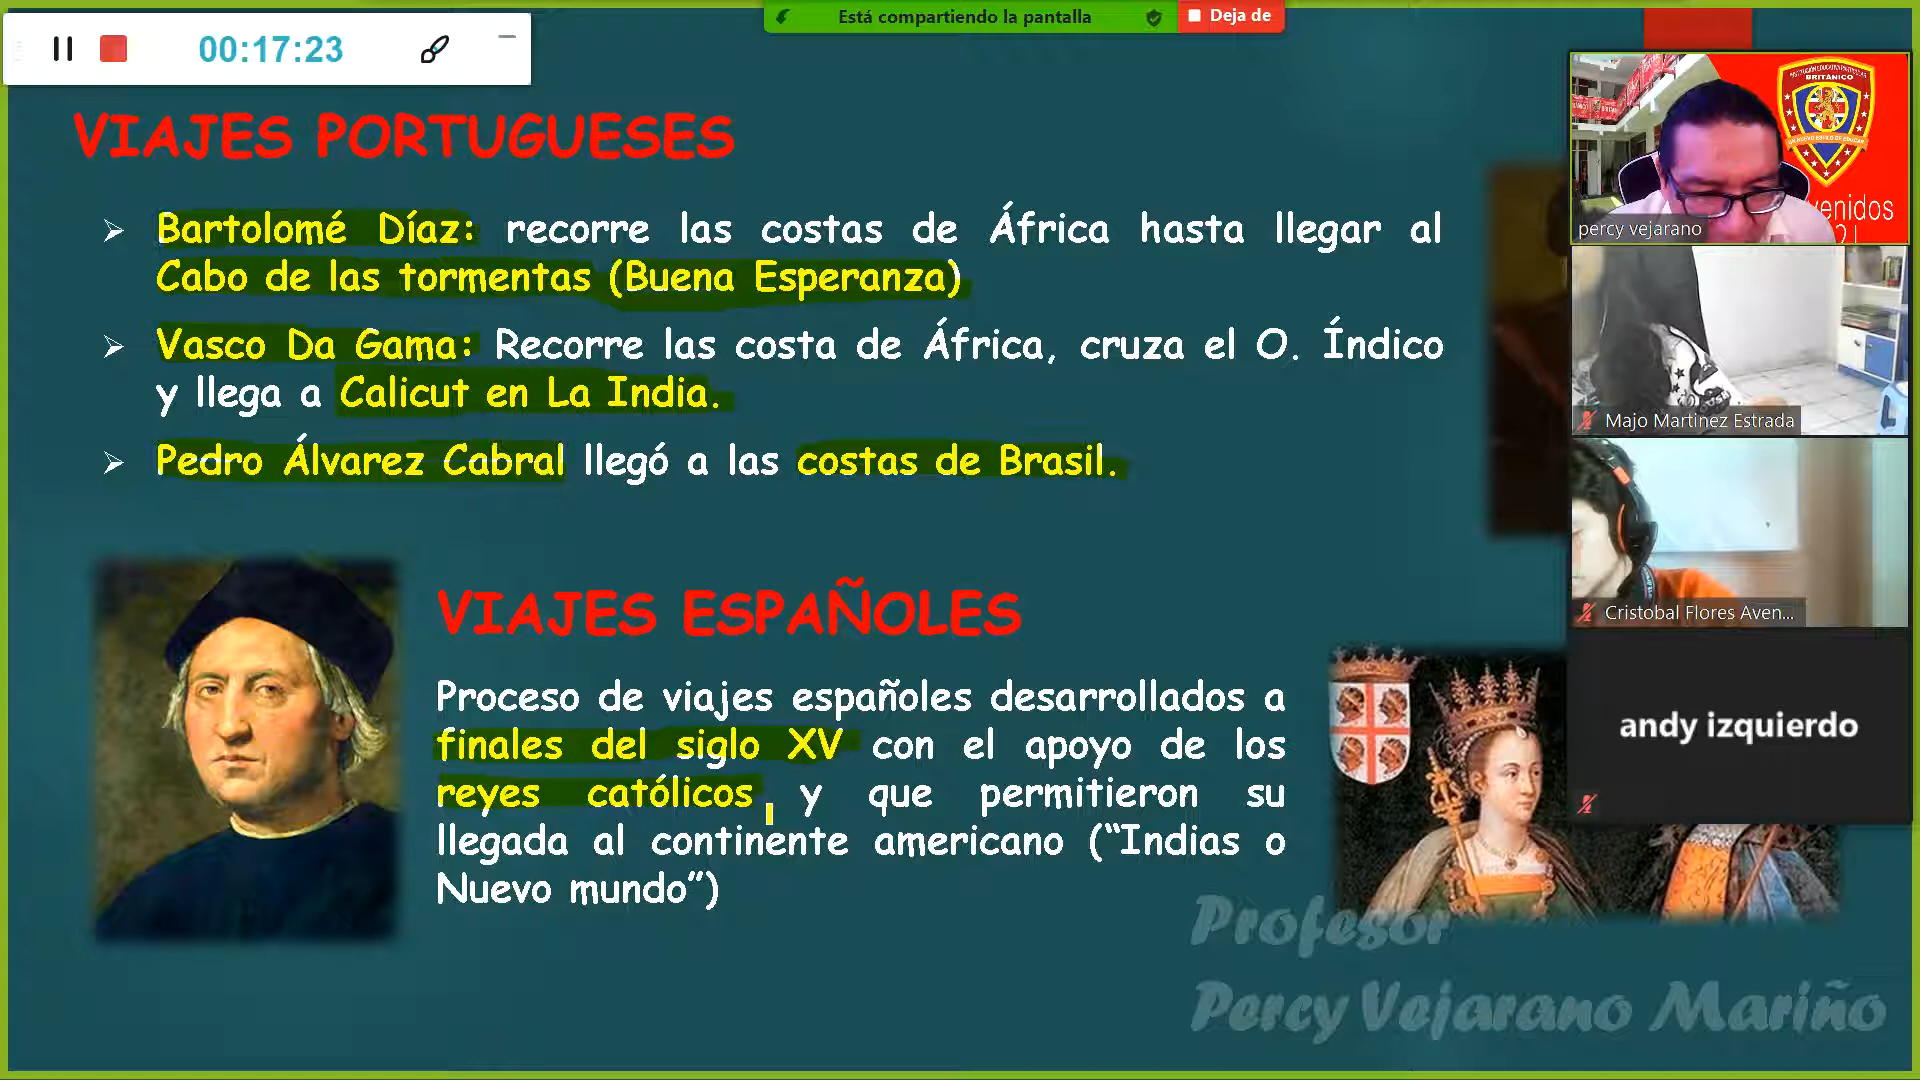 Está compartiendo la pantalla
Deja de
00:17:23
VIAJES PORTUGUESES
Bartolomé Díaz: recorre las costas de África hasta llegar al
Cabo de las tormentas (Buena Esperanza)
Vasco Da Gama: Recorre las costa de África, cruza el O. Índico
y llega a Calicut en La India.
Pedro Álvarez Cabral llegó a las costas de Brasil.
VIAJES ESPAÑOLES
Proceso de viajes españoles desarrollados a
finales del siglo XV con el apoyo de los
reyes católicos y que permitieron su
llegada al continente americano (“Indias o
Nuevo mundo”)
Profesor
Percy Vejarano Mariño
BRITÁNICO
venidos
percy vejarano
Majo Martinez Estrada
Cristobal Flores Aven...
andy izquierdo